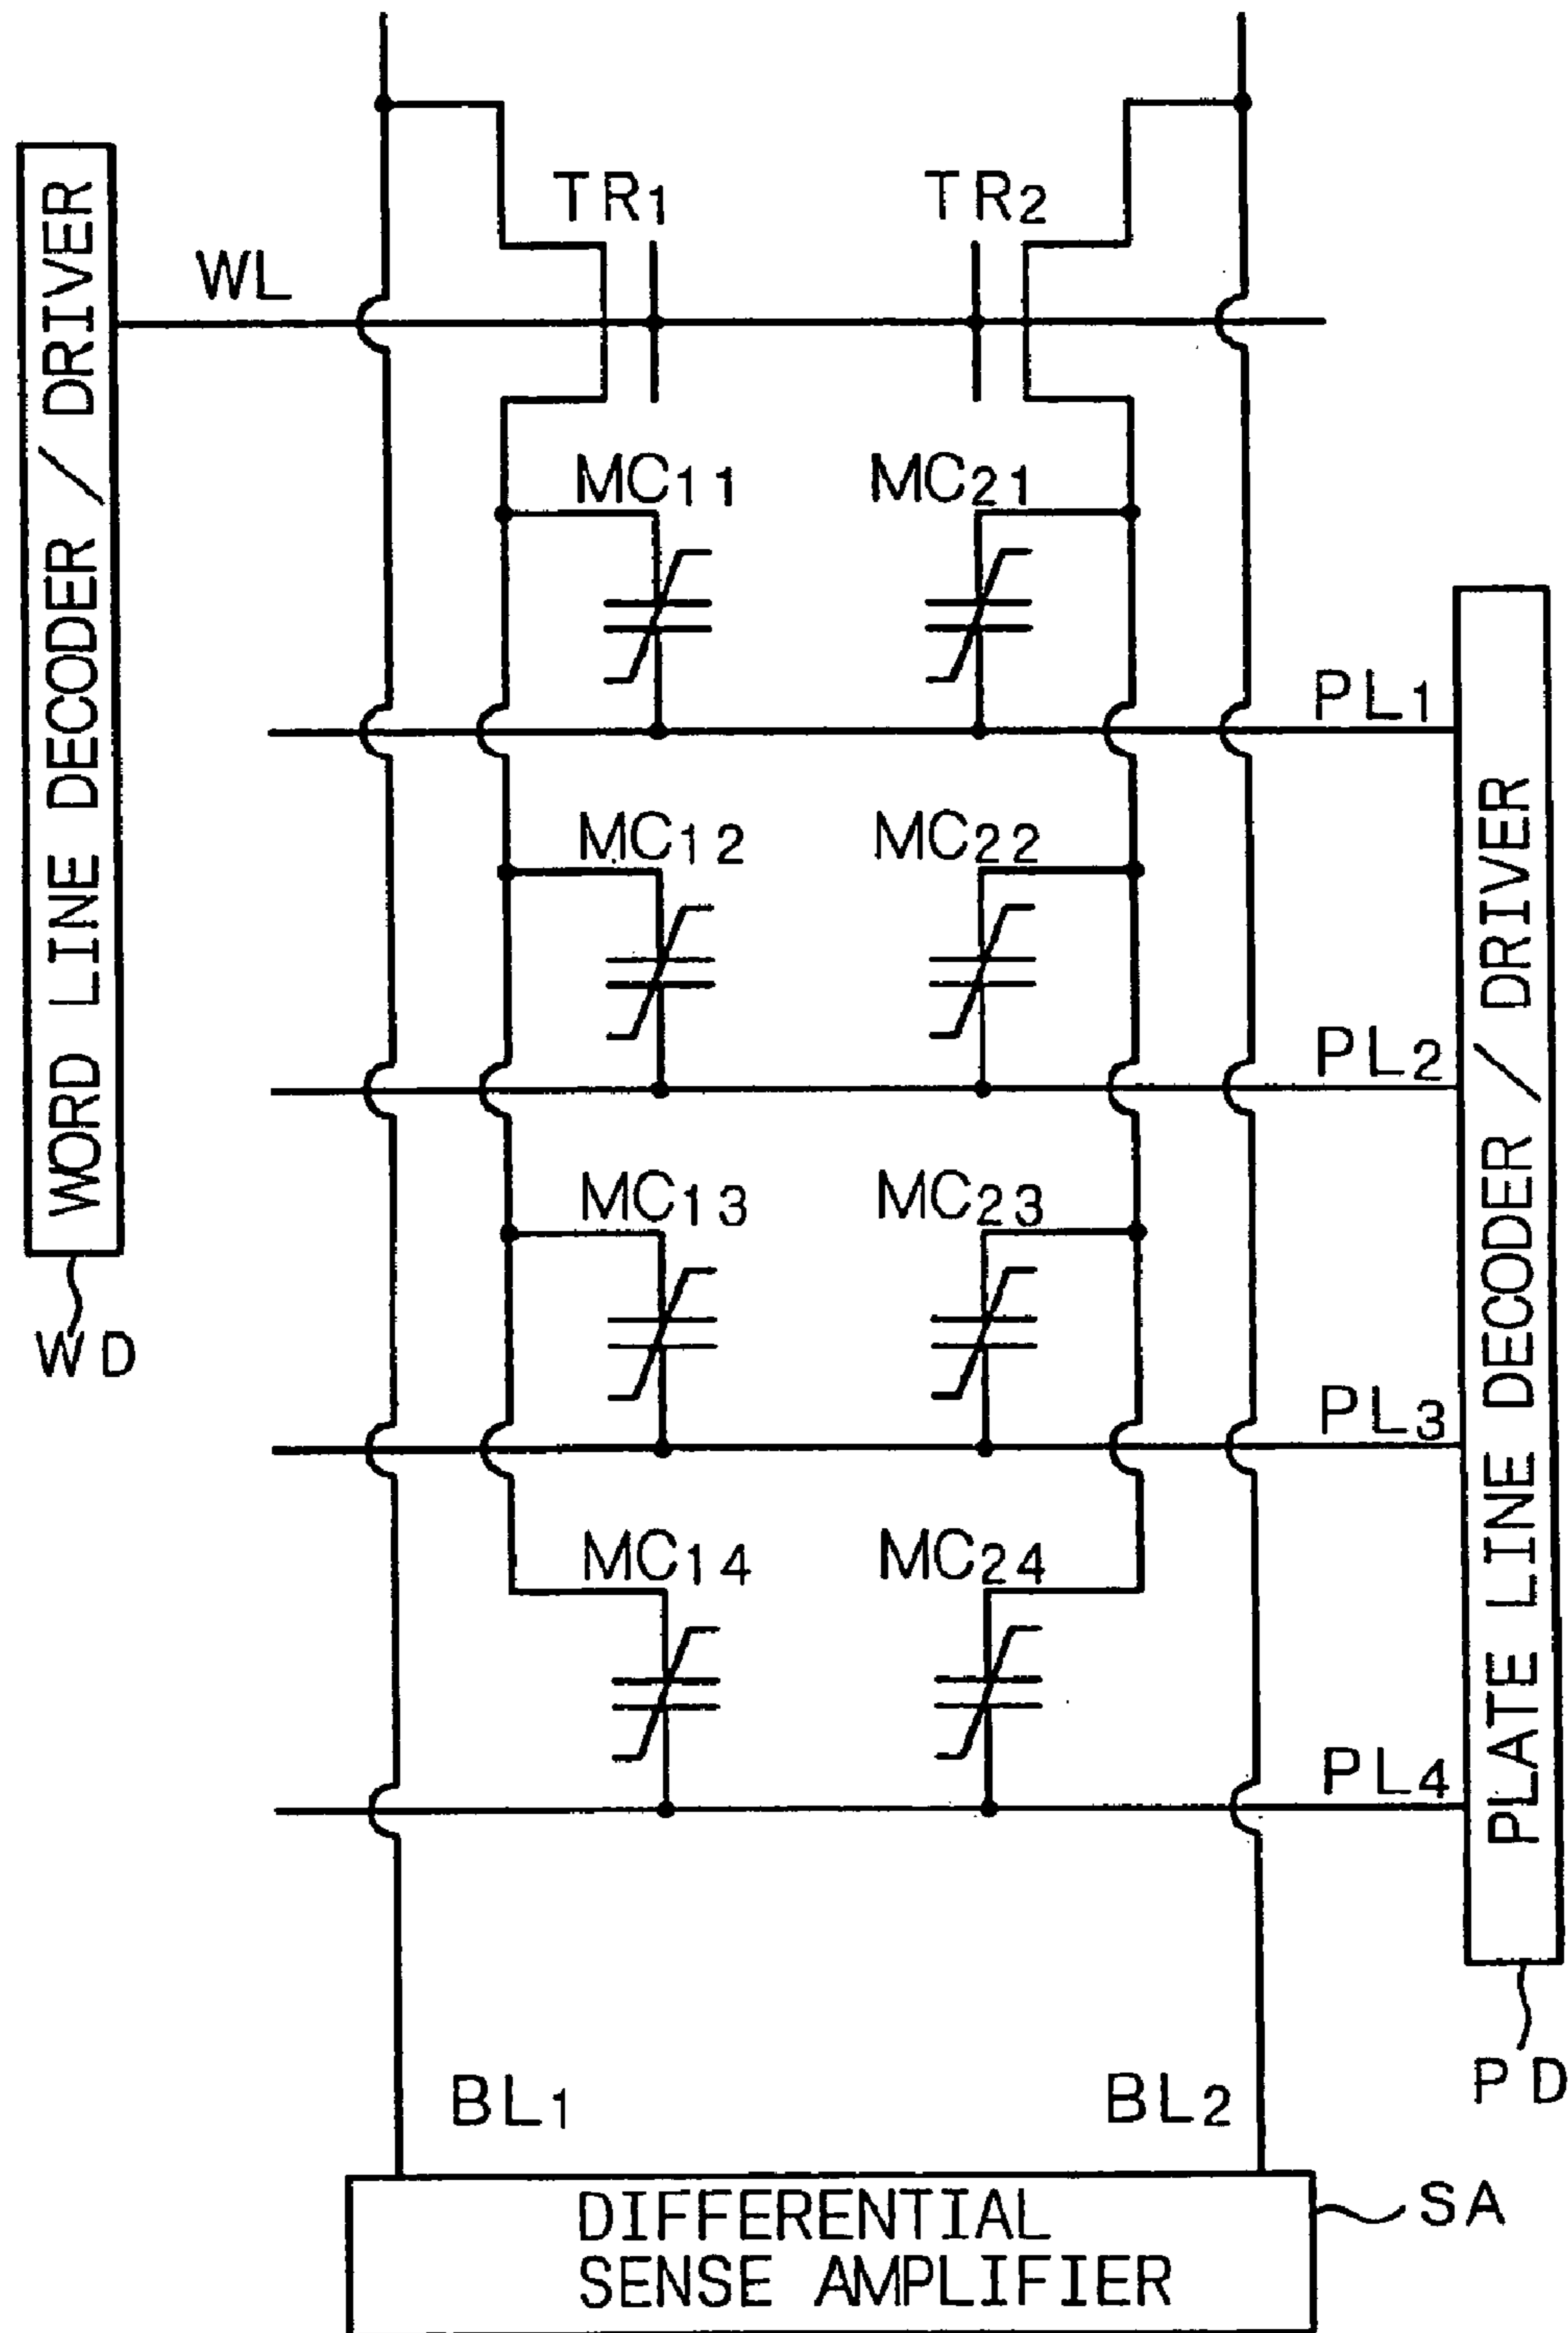 TR1
TR2
WL
WORD LINE DECODER / DRIVER
MC11
MC21
PL1
MC12
MC22
PL2
PLATE LINE DECODER / DRIVER
MC13
MC23
WD
PL3
MC14
MC24
PL4
PD
BL1
BL2
SA
DIFFERENTIAL
SENSE AMPLIFIER